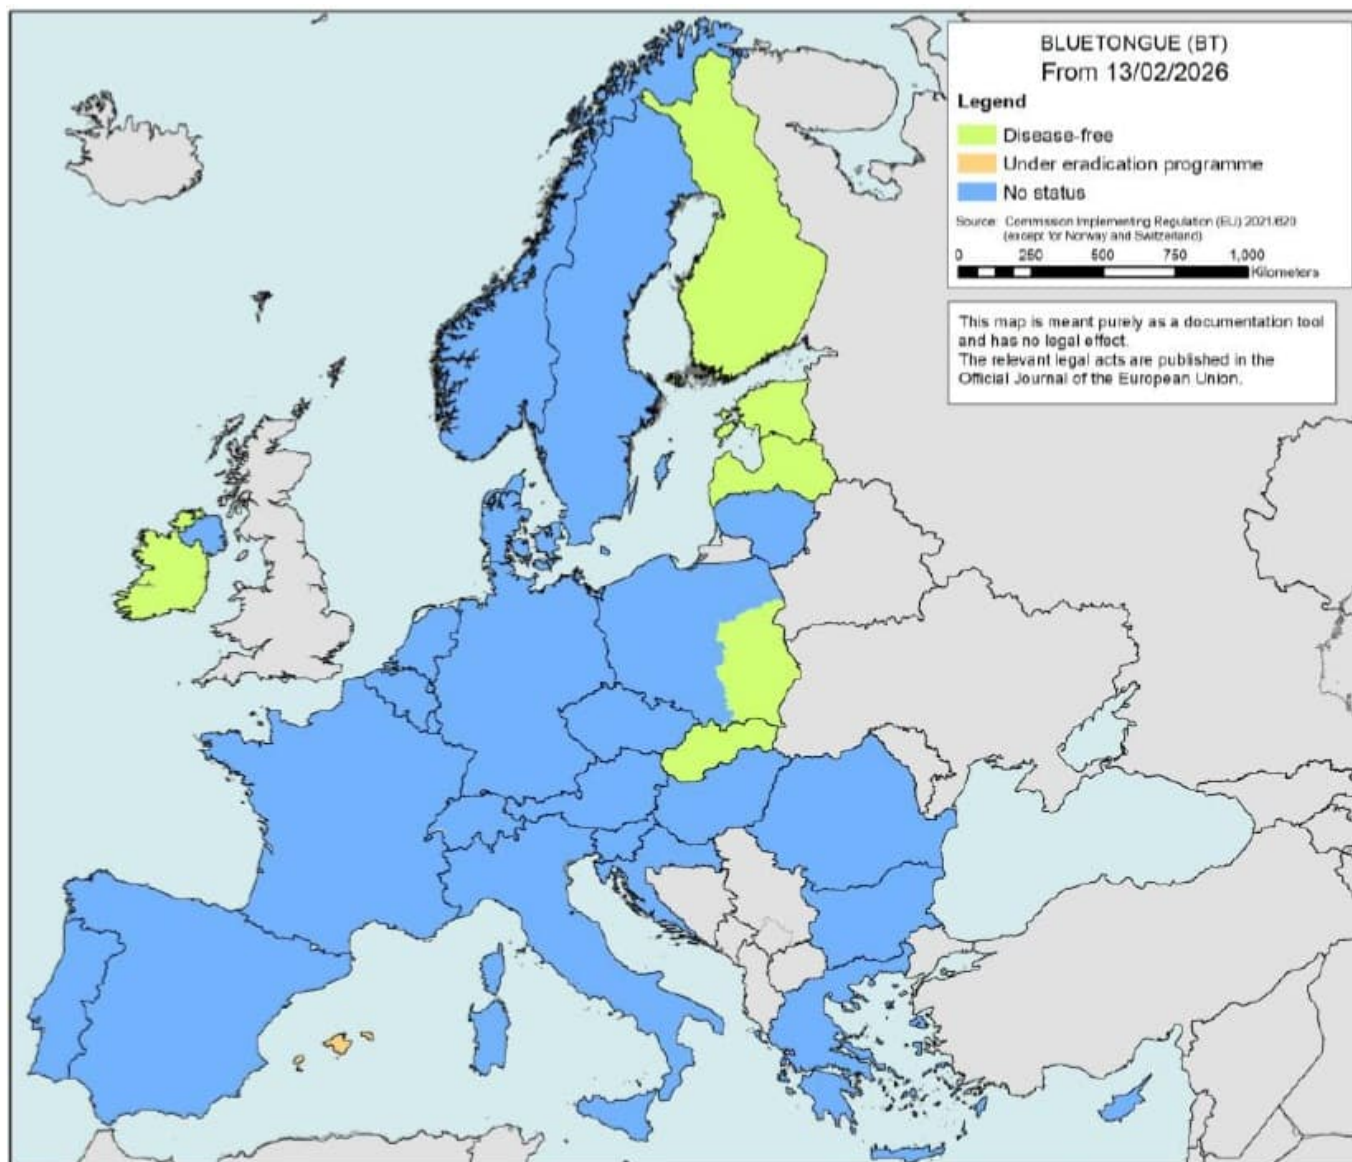 BLUETONGUE (BT)
From 13/02/2026
Legend
Disease-free
Under eradication programme
No status
Source: Commission Implementing Regulation (EU) 2021/620
(except for Norway and Switzerland)
0 250 500 750 1,000
Kilometers
This map is meant purely as a documentation tool
and has no legal effect.
The relevant legal acts are published in the
Official Journal of the European Union.